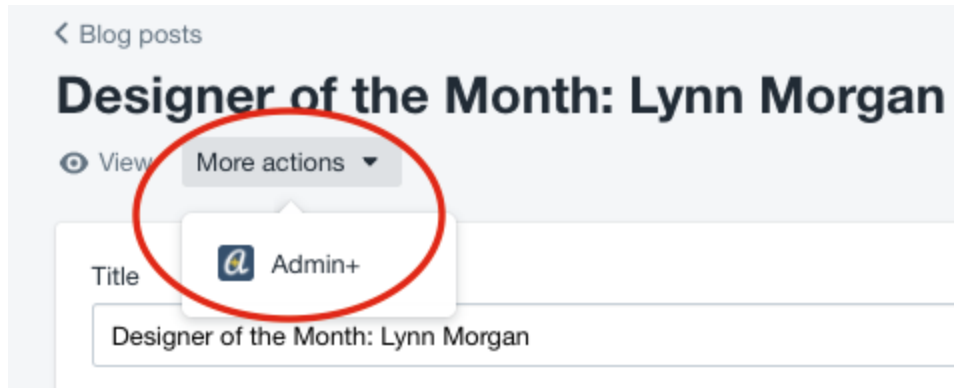 Blog posts
Designer of the Month: Lynn Morgan
View More actions
Admin+
Title
Designer of the Month: Lynn Morgan